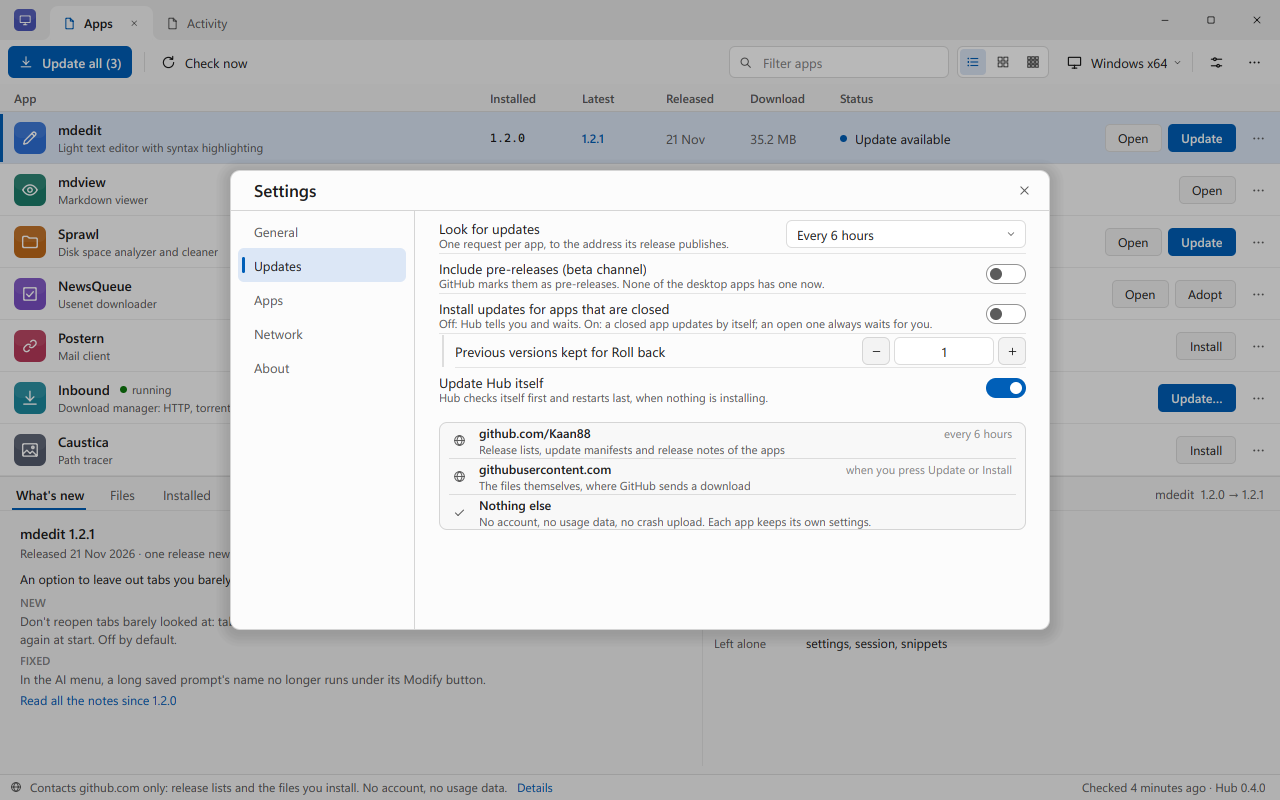 Apps
Activity
Update all (3)
Check now
Filter apps
Windows x64
App
Installed
Latest
Released
Download
Status
mdedit
Light text editor with syntax highlighting
1.2.0
1.2.1
21 Nov
35.2 MB
Update available
Open
Update
mdview
Markdown viewer
Open
Sprawl
Disk space analyzer and cleaner
Open
Update
NewsQueue
Usenet downloader
Open
Adopt
Postern
Mail client
Install
Inbound
running
Download manager: HTTP, torrent
Update...
Caustica
Path tracer
Install
Settings
General
Updates
Apps
Network
About
Look for updates
One request per app, to the address its release publishes.
Every 6 hours
Include pre-releases (beta channel)
GitHub marks them as pre-releases. None of the desktop apps has one now.
Install updates for apps that are closed
Off: Hub tells you and waits. On: a closed app updates by itself; an open one always waits for you.
Previous versions kept for Roll back
1
Update Hub itself
Hub checks itself first and restarts last, when nothing is installing.
github.com/Kaan88
every 6 hours
Release lists, update manifests and release notes of the apps
githubusercontent.com
when you press Update or Install
The files themselves, where GitHub sends a download
Nothing else
No account, no usage data, no crash upload. Each app keeps its own settings.
What's new
Files
Installed
mdedit 1.2.0 → 1.2.1
mdedit 1.2.1
Released 21 Nov 2026 · one release new
An option to leave out tabs you barely
NEW
Don't reopen tabs barely looked at: ta
again at start. Off by default.
FIXED
In the AI menu, a long saved prompt's name no longer runs under its Modify button.
Read all the notes since 1.2.0
Left alone
settings, session, snippets
Contacts github.com only: release lists and the files you install. No account, no usage data.
Details
Checked 4 minutes ago · Hub 0.4.0